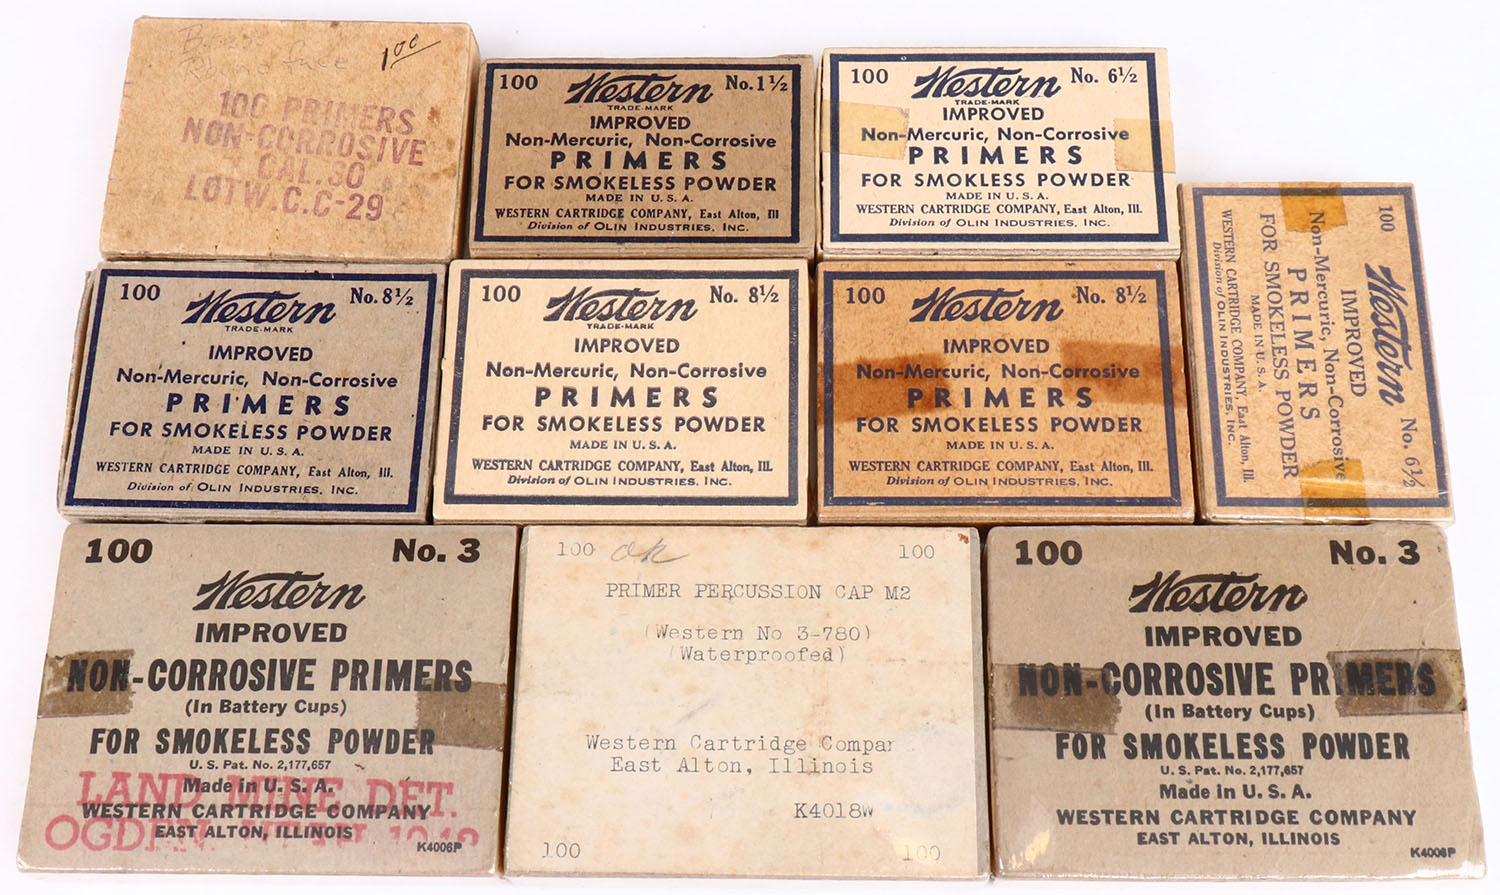 Round face
1 00
100 PRIMERS
NON-CORROSIVE
CAL.30
LOTW.C.C-29
100 Western No. 1½
TRADE-MARK
IMPROVED
Non-Mercuric, Non-Corrosive
PRIMERS
FOR SMOKELESS POWDER
MADE IN U. S. A.
WESTERN CARTRIDGE COMPANY, East Alton, Ill
Division of OLIN INDUSTRIES, INC.
100 Western No. 6½
TRADE-MARK
IMPROVED
Non-Mercuric, Non-Corrosive
PRIMERS
FOR SMOKLESS POWDER
MADE IN U. S. A.
WESTERN CARTRIDGE COMPANY, East Alton, Ill.
Division of OLIN INDUSTRIES, INC.
100 Western No. 6½
IMPROVED
Non-Mercuric, Non-Corrosive
PRIMERS
FOR SMOKELESS POWDER
MADE IN U.S.A.
WESTERN CARTRIDGE COMPANY, East Alton, Ill.
Division of OLIN INDUSTRIES, INC.
100 Western No. 8½
TRADE-MARK
IMPROVED
Non-Mercuric, Non-Corrosive
PRIMERS
FOR SMOKELESS POWDER
MADE IN U. S. A.
WESTERN CARTRIDGE COMPANY, East Alton, Ill.
Division of OLIN INDUSTRIES, INC.
100 Western No. 8½
TRADE-MARK
IMPROVED
Non-Mercuric, Non-Corrosive
PRIMERS
FOR SMOKELESS POWDER
MADE IN U. S. A.
WESTERN CARTRIDGE COMPANY, East Alton, Ill.
Division of OLIN INDUSTRIES, INC.
100 Western No. 8½
IMPROVED
Non-Mercuric, Non-Corrosive
PRIMERS
FOR SMOKELESS POWDER
MADE IN U. S. A.
WESTERN CARTRIDGE COMPANY, East Alton, Ill.
Division of OLIN INDUSTRIES, INC.
100 No. 3
Western
IMPROVED
NON-CORROSIVE PRIMERS
(In Battery Cups)
FOR SMOKELESS POWDER
U. S. Pat. No. 2,177,657
Made in U. S. A.
LAND MINE DET.
WESTERN CARTRIDGE COMPANY
OGDEN, UTAH 1948
EAST ALTON, ILLINOIS
K4006P
100 ok 100
PRIMER PERCUSSION CAP M2
(Western No 3-780)
(Waterproofed)
Western Cartridge Compar
East Alton, Illinois
K4018W
100 100
100 No. 3
Western
IMPROVED
NON-CORROSIVE PRIMERS
(In Battery Cups)
FOR SMOKELESS POWDER
U. S. Pat. No. 2,177,657
Made in U. S. A.
WESTERN CARTRIDGE COMPANY
EAST ALTON, ILLINOIS
K4006P